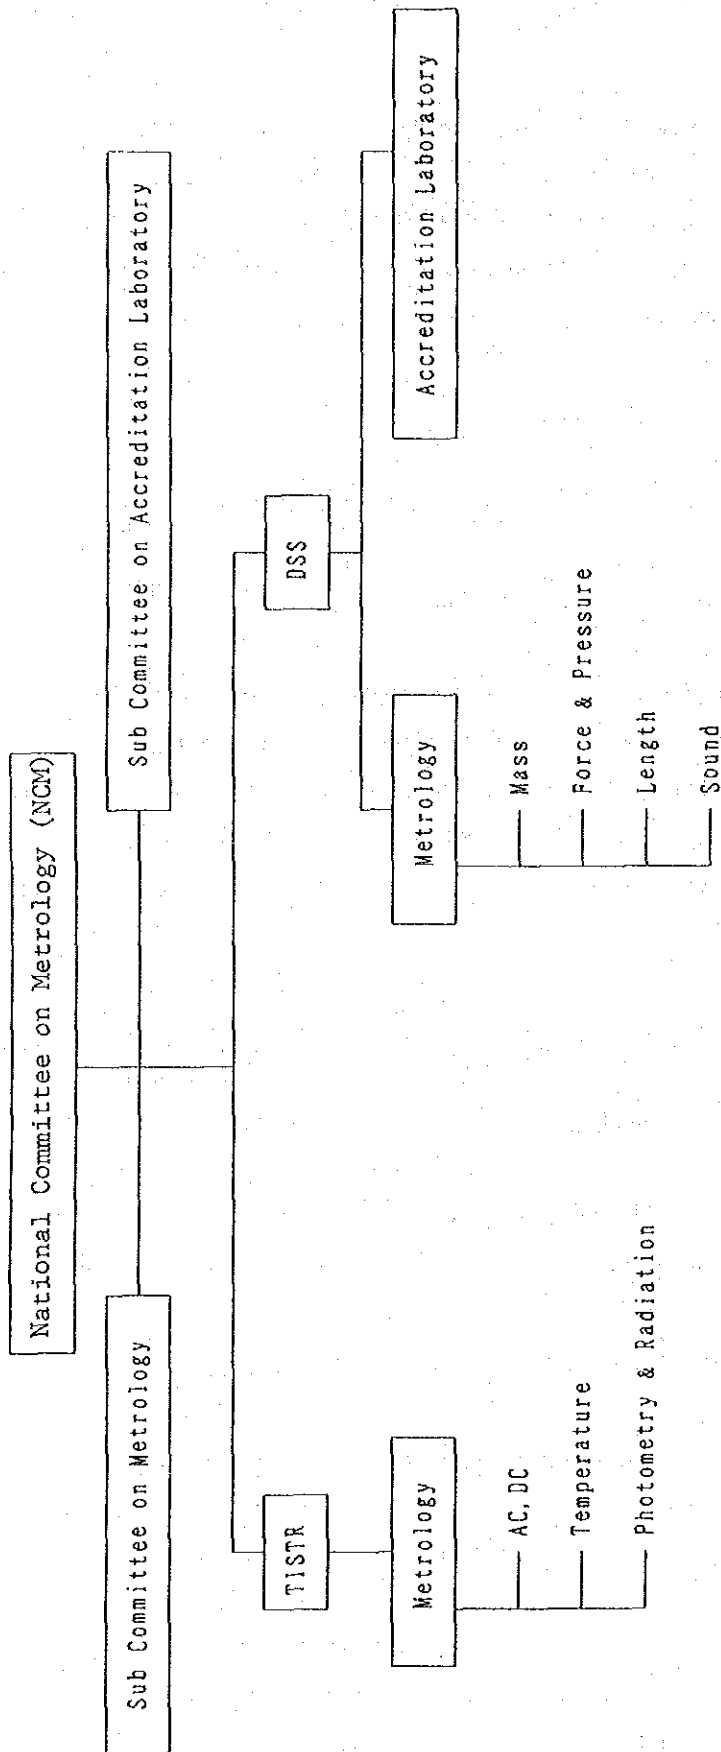 National Committee on Metrology (NCM)
Sub Committee on Metrology
Sub Committee on Accreditation Laboratory
TISTR
DSS
Metrology
Metrology
Accreditation Laboratory
AC, DC
Temperature
Photometry & Radiation
Mass
Force & Pressure
Length
Sound